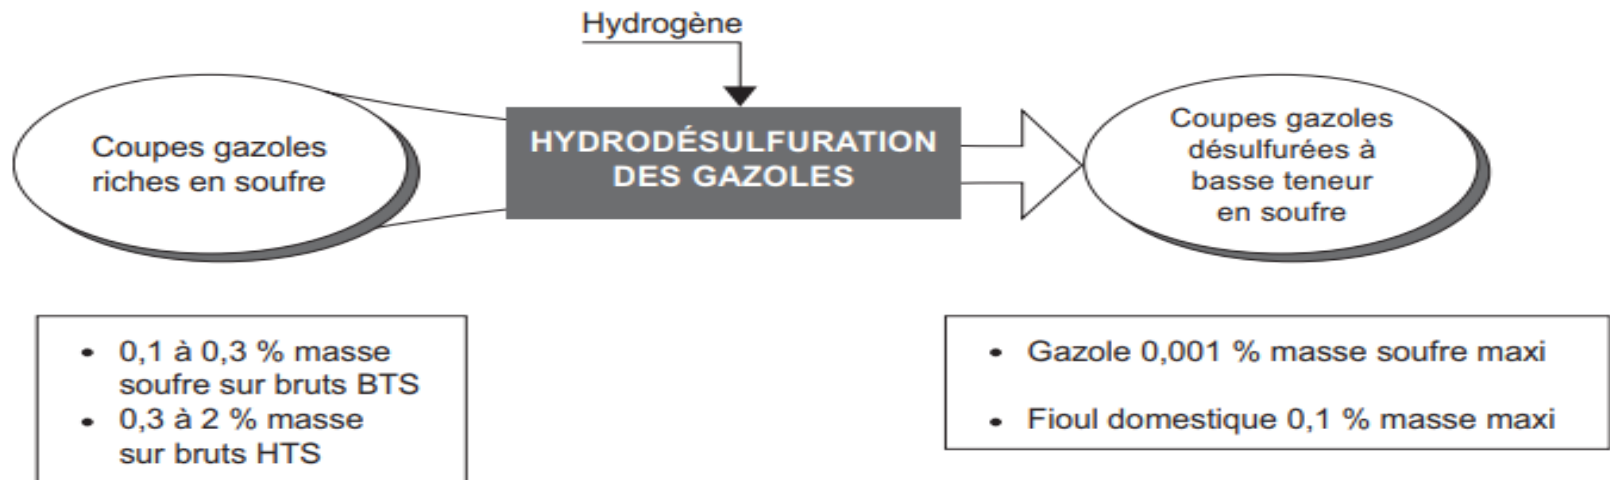 Hydrogène
Coupes gazoles
riches en soufre
HYDRODÉSULFURATION
DES GAZOLES
Coupes gazoles
désulfurées à
basse teneur
en soufre
• 0,1 à 0,3 % masse
soufre sur bruts BTS
• 0,3 à 2 % masse
sur bruts HTS
• Gazole 0,001 % masse soufre maxi
• Fioul domestique 0,1 % masse maxi